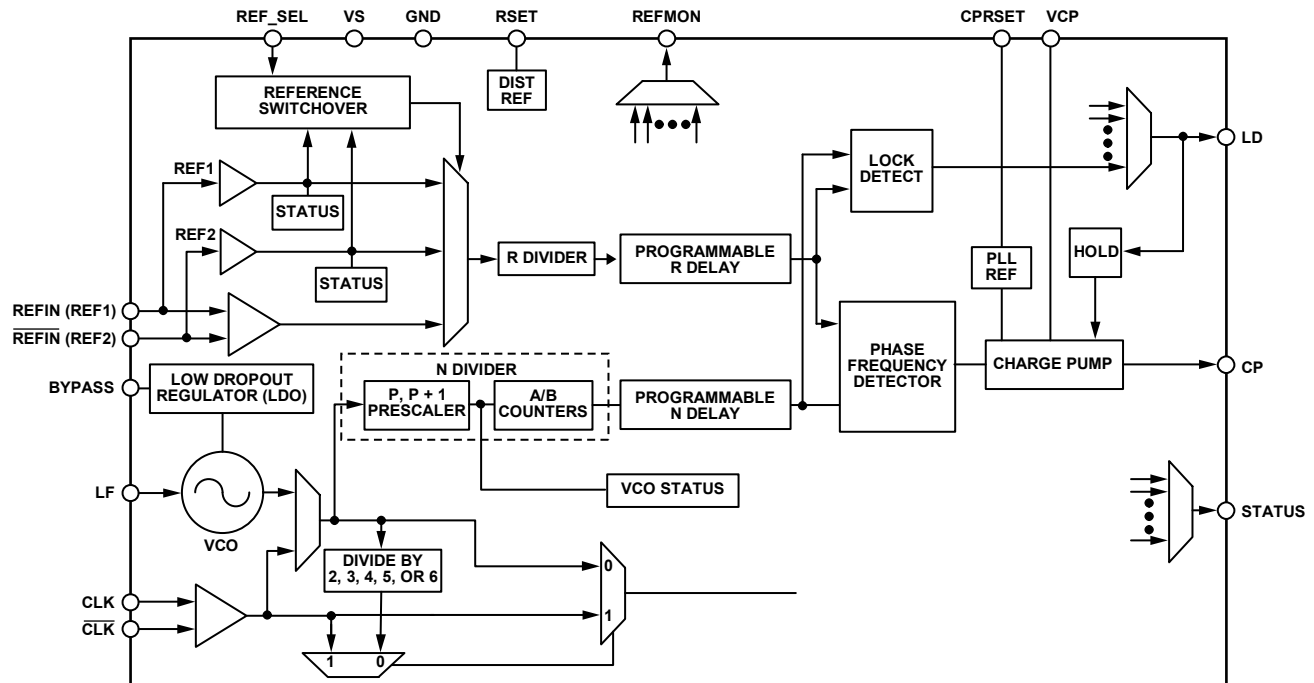 REF_SEL VS GND RSET REFMON CPRSET VCP
REFERENCE
SWITCHOVER
DIST
REF
LD
LOCK
DETECT
REF1
STATUS
REF2
STATUS
R DIVIDER
PROGRAMMABLE
R DELAY
PLL
REF
HOLD
REFIN (REF1)
REFIN (REF2)
PHASE
FREQUENCY
DETECTOR
CHARGE PUMP
CP
BYPASS
LOW DROPOUT
REGULATOR (LDO)
N DIVIDER
P, P + 1
PRESCALER
A/B
COUNTERS
PROGRAMMABLE
N DELAY
LF
VCO
VCO STATUS
STATUS
DIVIDE BY
2, 3, 4, 5, OR 6
0
1
CLK
CLK
1 0